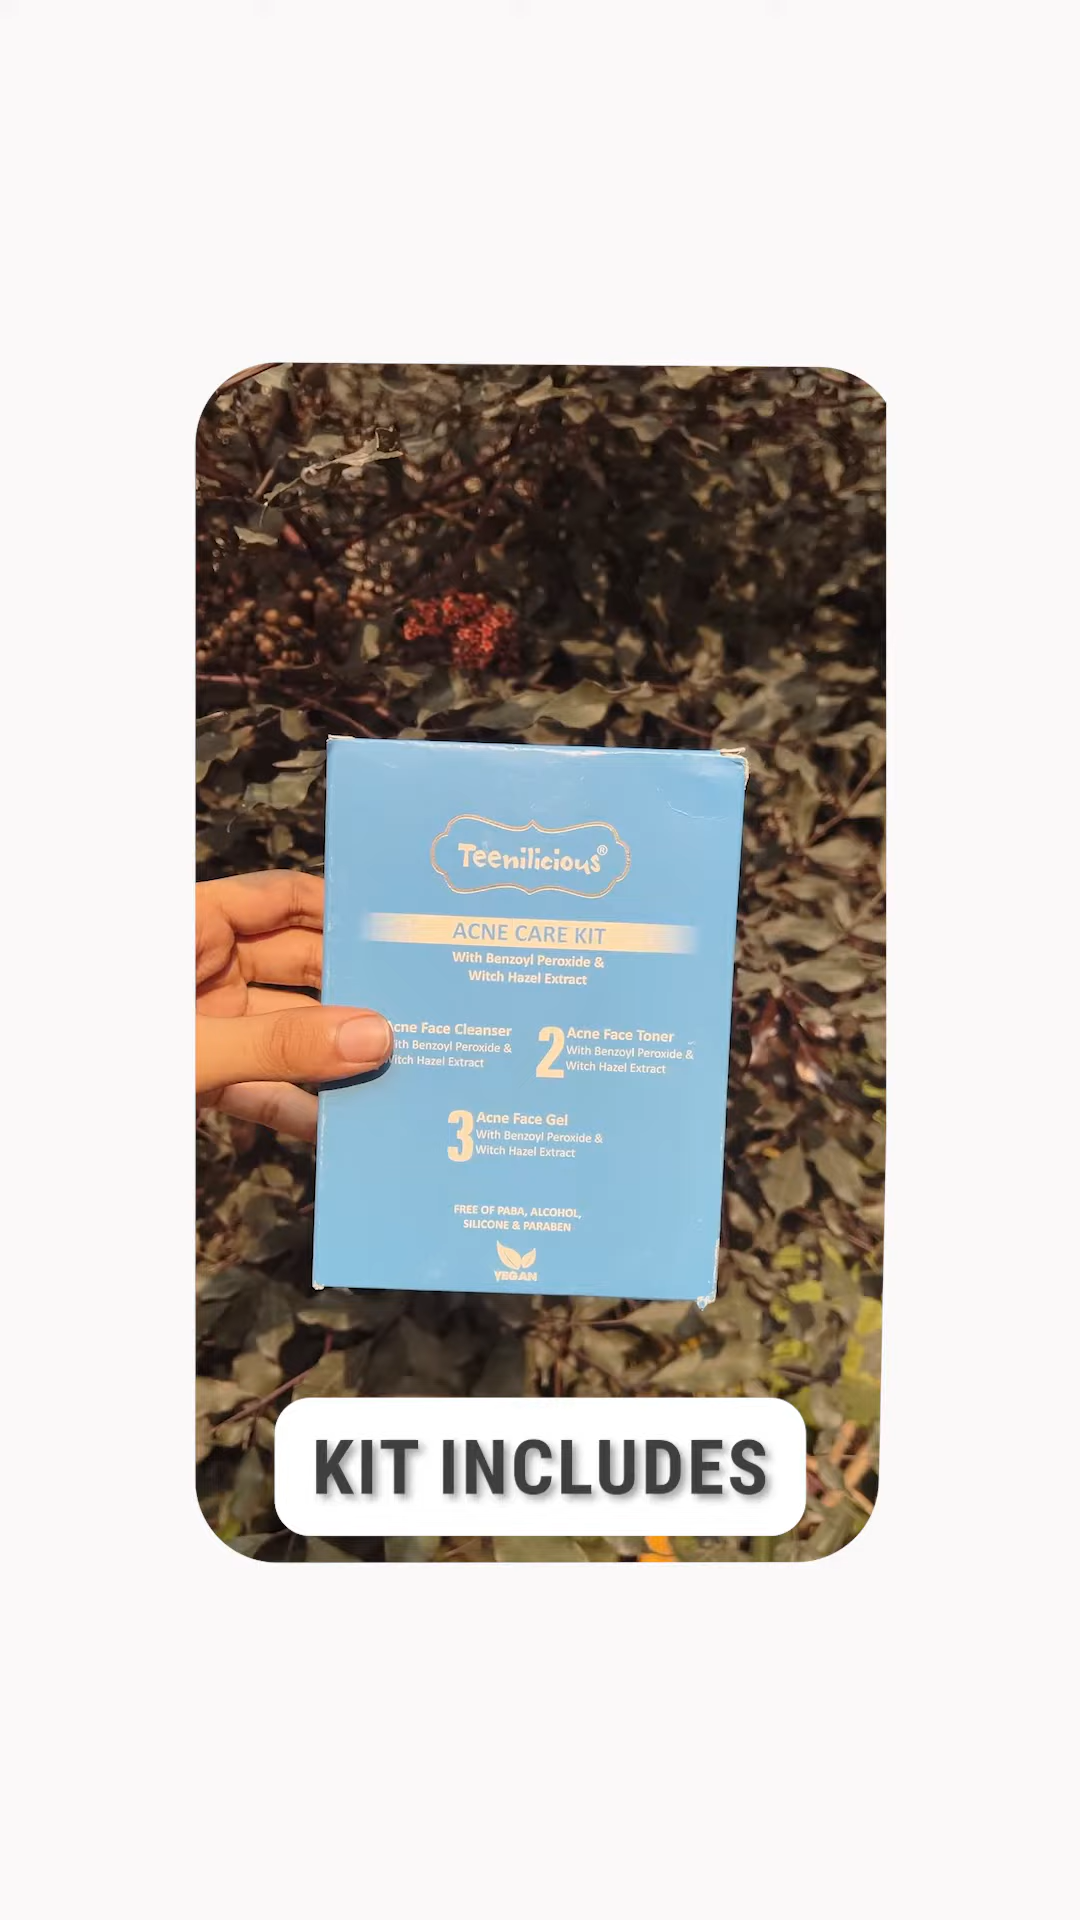 Teenilicious®
ACNE CARE KIT
With Benzoyl Peroxide &
Witch Hazel Extract
Acne Face Cleanser
With Benzoyl Peroxide &
Witch Hazel Extract
2 Acne Face Toner
With Benzoyl Peroxide &
Witch Hazel Extract
3 Acne Face Gel
With Benzoyl Peroxide &
Witch Hazel Extract
FREE OF PABA, ALCOHOL,
SILICONE & PARABEN
VEGAN
KIT INCLUDES